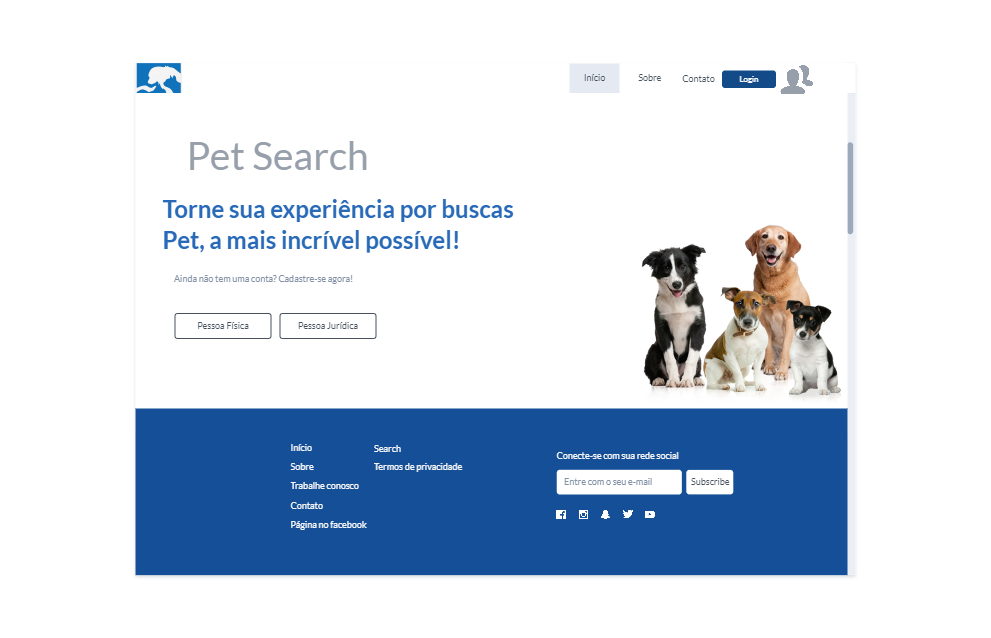 Início Sobre Contato Login
Pet Search
Torne sua experiência por buscas
Pet, a mais incrível possível!
Ainda não tem uma conta? Cadastre-se agora!
Pessoa Física Pessoa Jurídica
Início
Sobre
Trabalhe conosco
Contato
Página no facebook
Search
Termos de privacidade
Conecte-se com sua rede social
Entre com o seu e-mail Subscribe